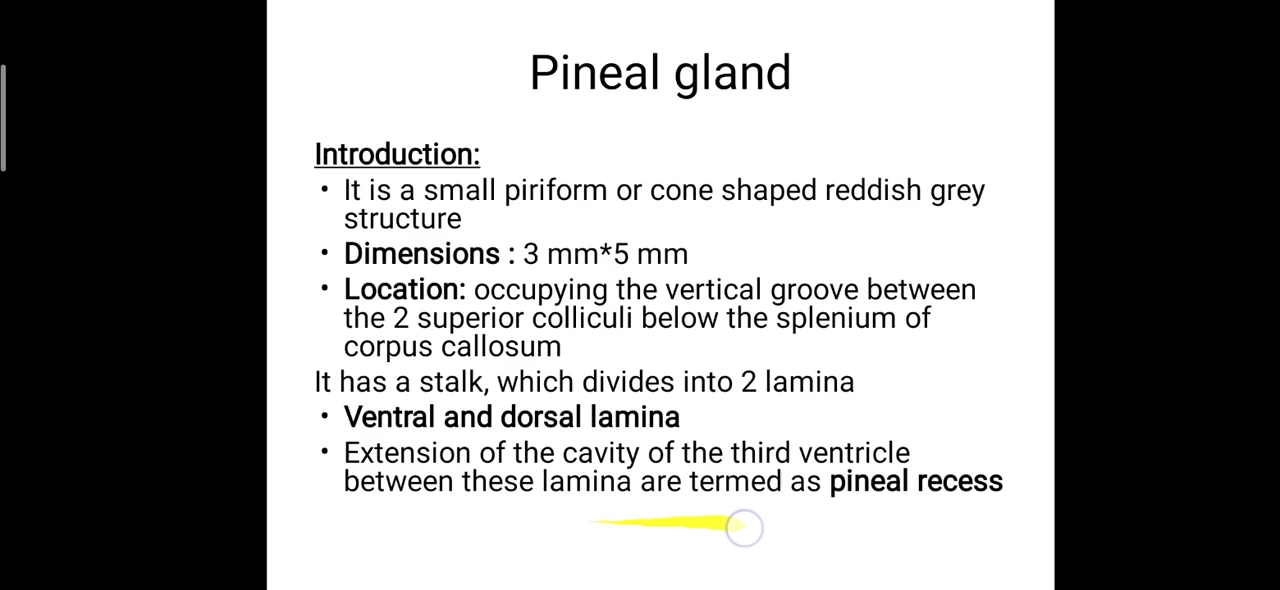 Pineal gland
Introduction:
• It is a small piriform or cone shaped reddish grey
structure
• Dimensions : 3 mm*5 mm
• Location: occupying the vertical groove between
the 2 superior colliculi below the splenium of
corpus callosum
It has a stalk, which divides into 2 lamina
• Ventral and dorsal lamina
• Extension of the cavity of the third ventricle
between these lamina are termed as pineal recess